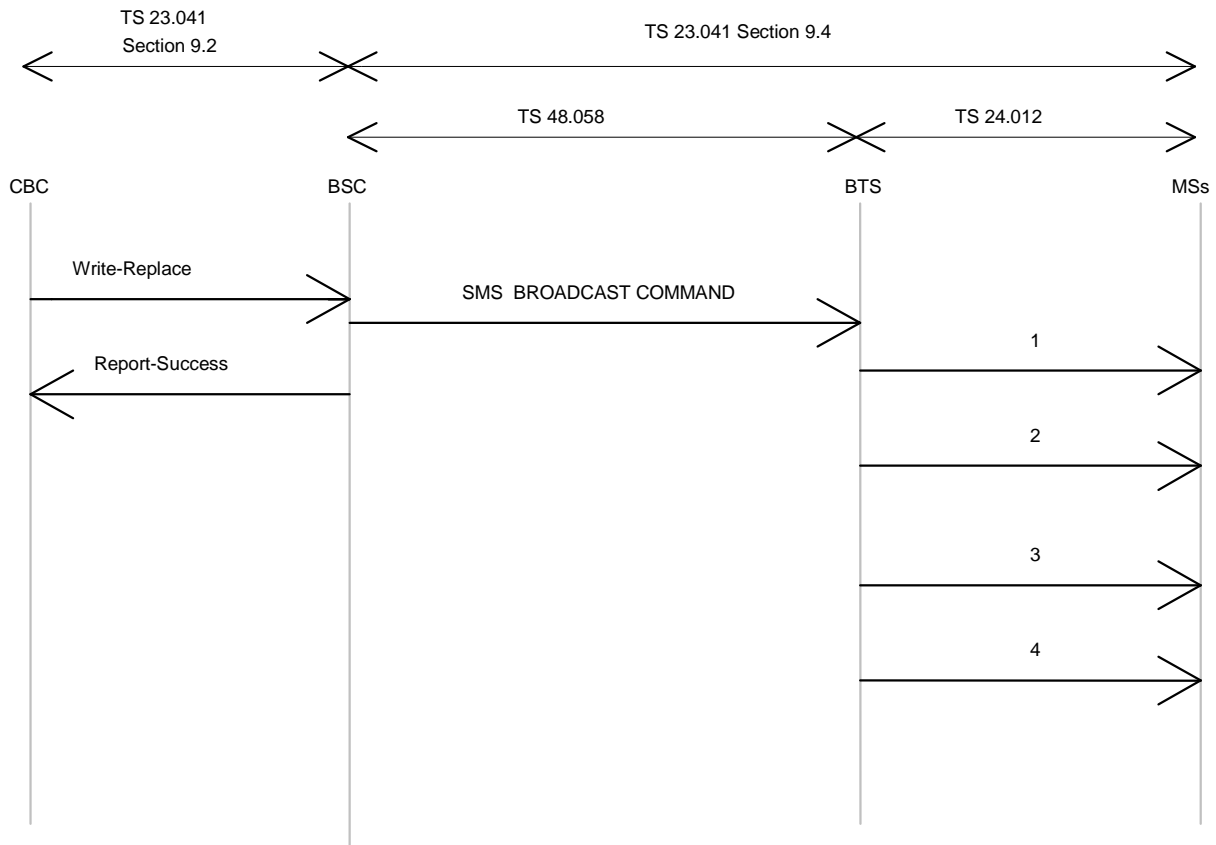 TS 23.041
Section 9.2
TS 23.041 Section 9.4
TS 48.058
TS 24.012
CBC
BSC
BTS
MSs
Write-Replace
SMS BROADCAST COMMAND
1
Report-Success
2
3
4